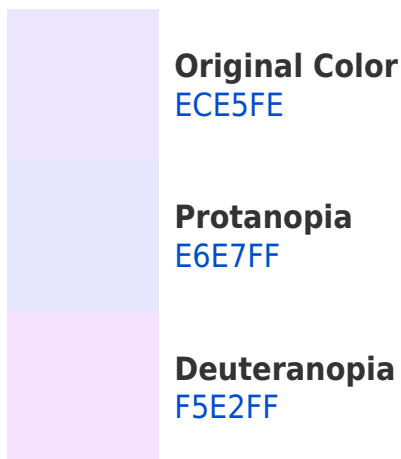 Original Color
ECE5FE
Protanopia
E6E7FF
Deuteranopia
F5E2FF